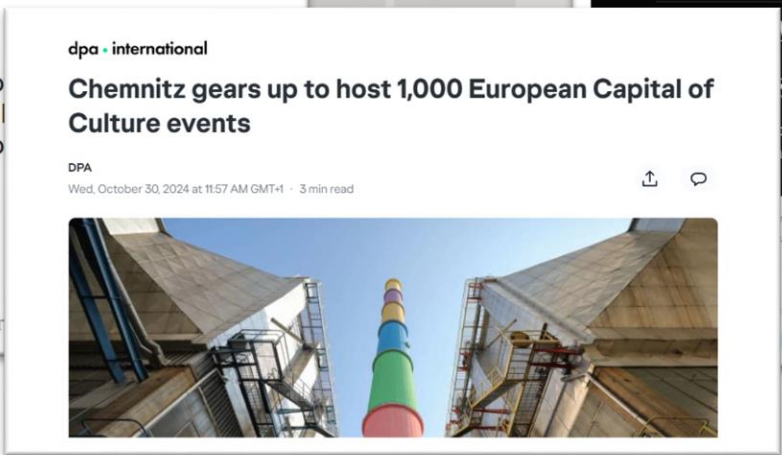 dpa • international
Chemnitz gears up to host 1,000 European Capital of
Culture events
DPA
Wed, October 30, 2024 at 11:57 AM GMT+1 · 3 min read